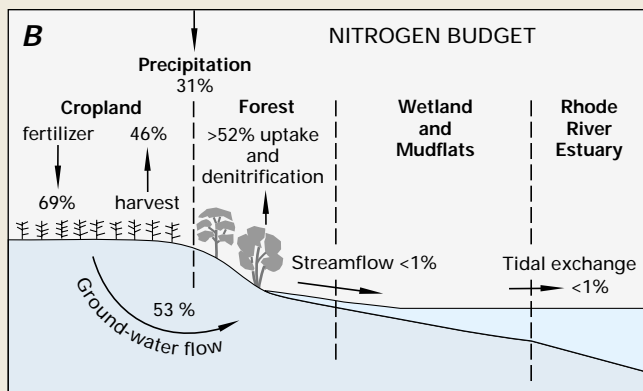 B
NITROGEN BUDGET
Precipitation
31%
Cropland
fertilizer
69%
46%
harvest
Forest
>52% uptake
and
denitrification
Wetland
and
Mudflats
Rhode
River
Estuary
Streamflow <1%
Tidal exchange
<1%
53 %
Ground-water flow